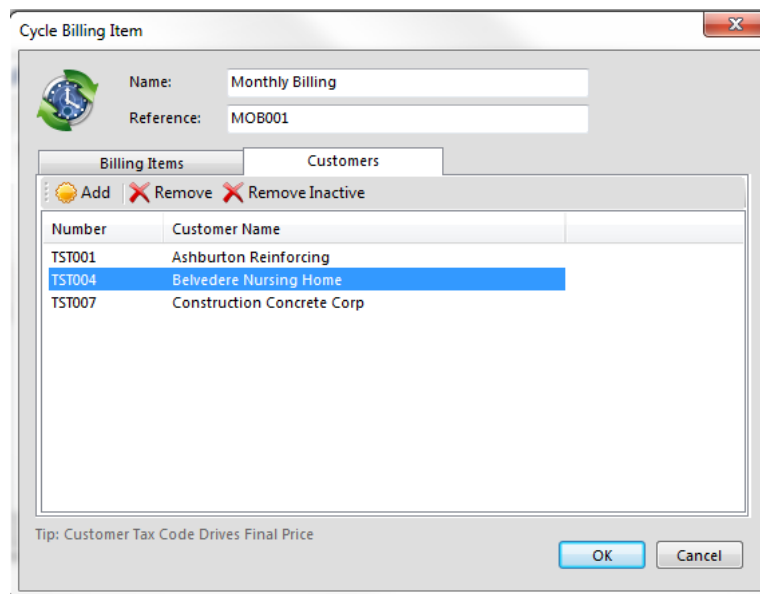 Cycle Billing Item
Name: Monthly Billing
Reference: MOB001
Billing Items Customers
Add Remove Remove Inactive
Number Customer Name
TST001 Ashburton Reinforcing
TST004 Belvedere Nursing Home
TST007 Construction Concrete Corp
Tip: Customer Tax Code Drives Final Price
OK Cancel